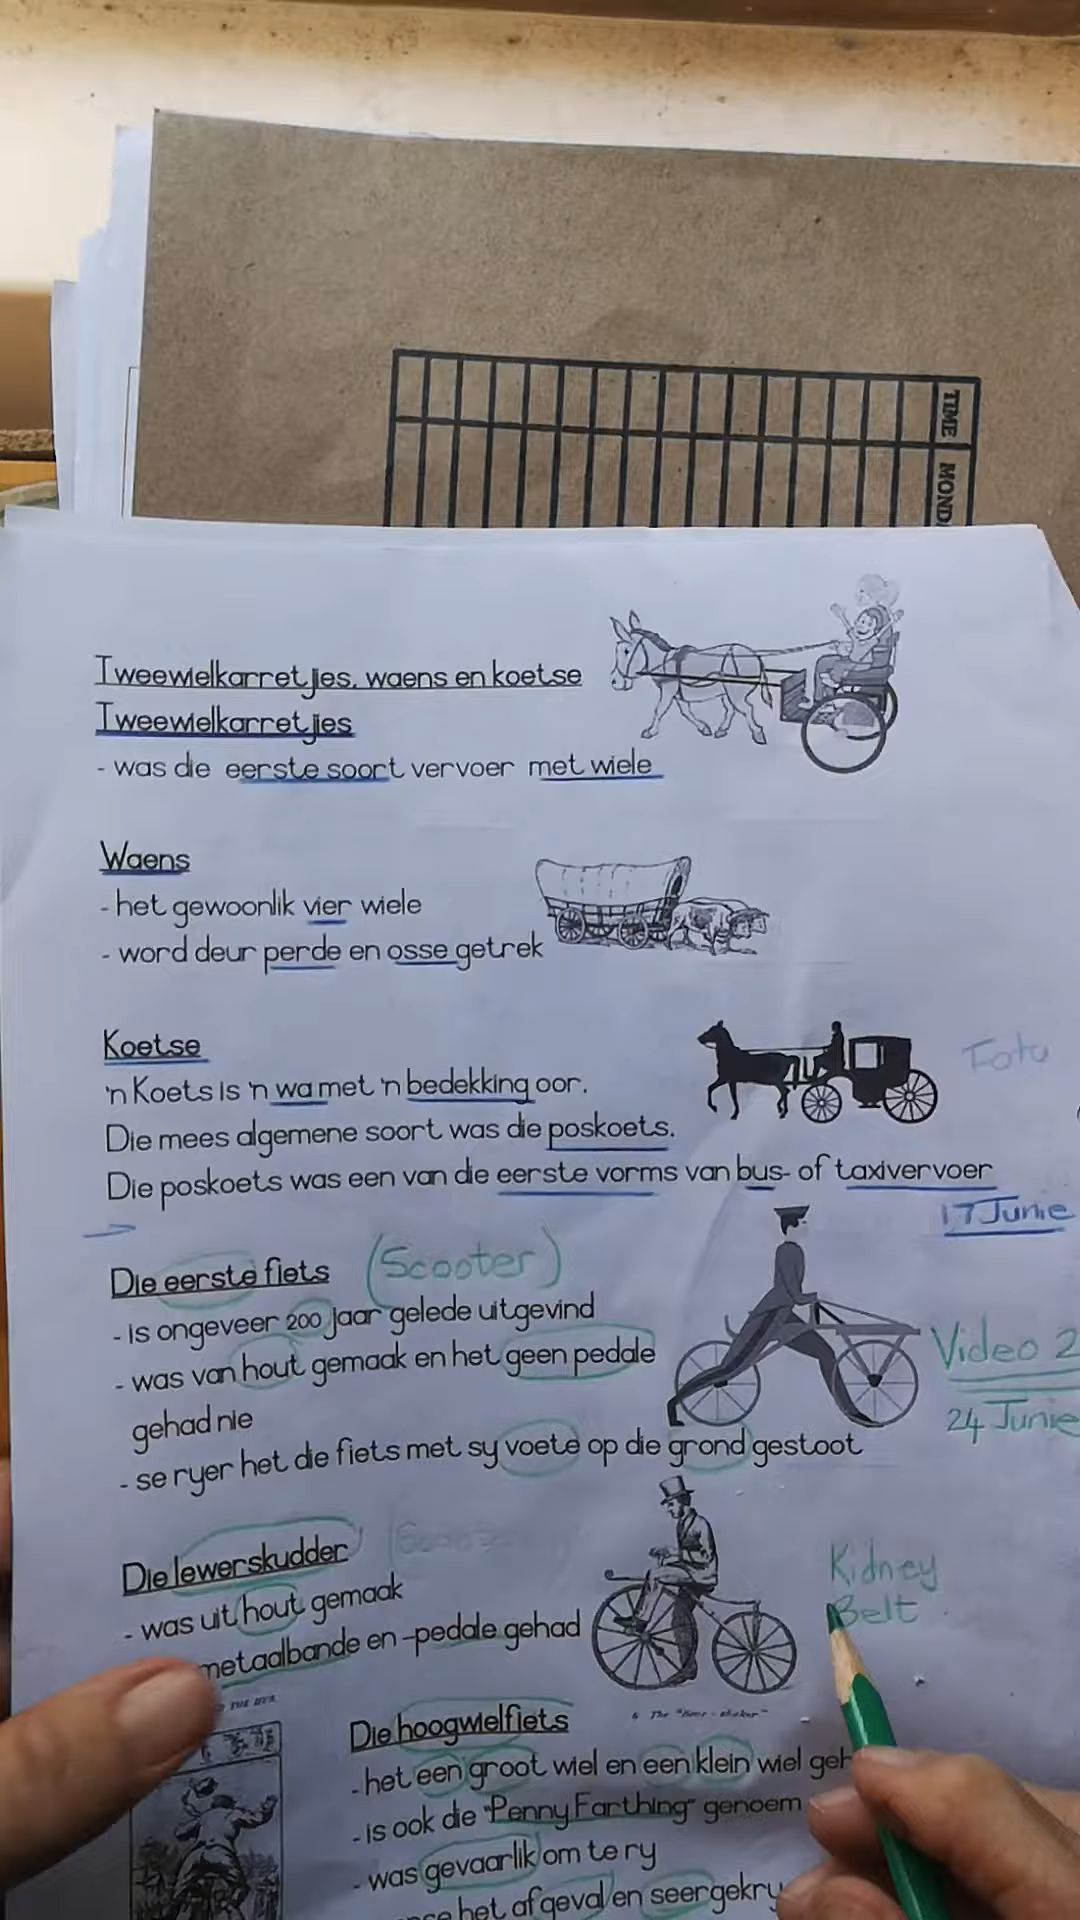 TIME MOND
Tweewielkarretjies, waens en koetse
Tweewielkarretjies
- was die eerste soort vervoer met wiele
Waens
- het gewoonlik vier wiele
- word deur perde en osse getrek
Koetse
Foto
'n Koets is 'n wa met 'n bedekking oor.
Die mees algemene soort was die poskoets.
Die poskoets was een van die eerste vorms van bus- of taxivervoer
17 Junie
Die eerste fiets (Scooter)
- is ongeveer 200 jaar gelede uitgevind
- was van hout gemaak en het geen pedale
gehad nie
Video 2
24 Junie
- se ryer het die fiets met sy voete op die grond gestoot
Die lewerskudder
Kidney
Belt
- was uit hout gemaak
metaalbande en -pedale gehad
Die hoogwielfiets
- het een groot wiel en een klein wiel geh
- is ook die "Penny Farthing" genoem
- was gevaarlik om te ry
het afgeval en seergekry